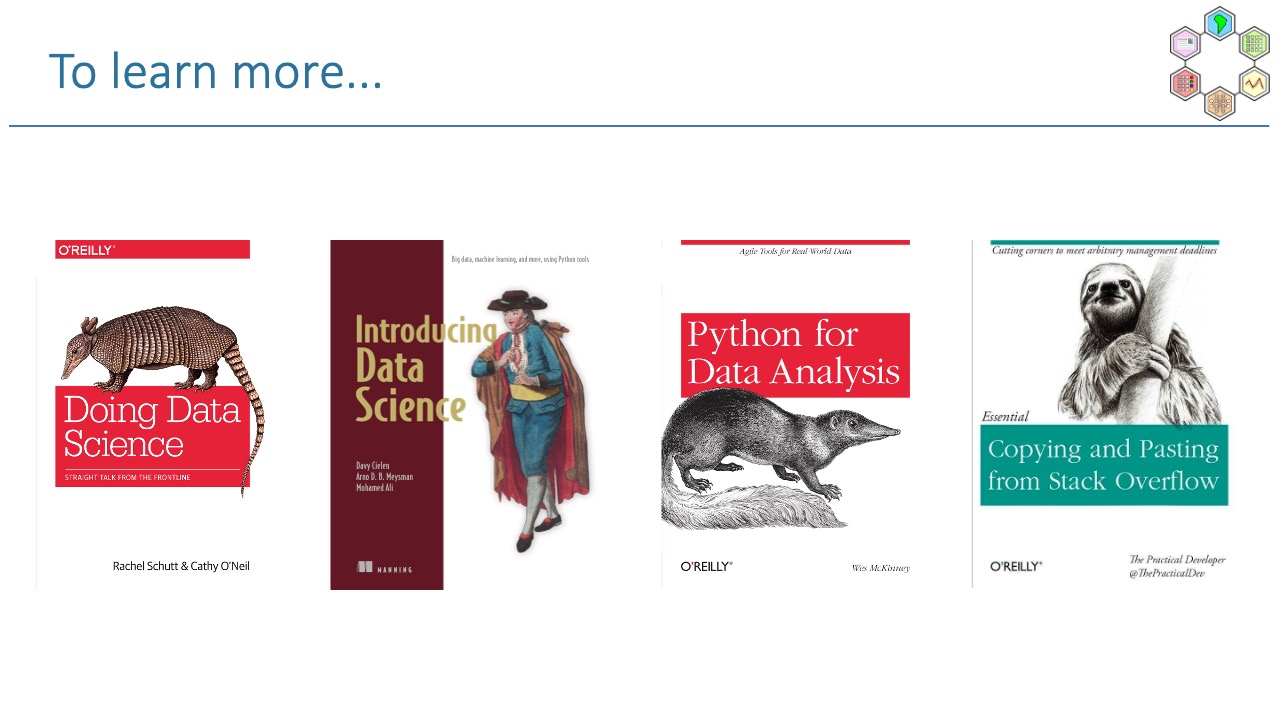 To learn more...
O'REILLY®
Doing Data
Science
STRAIGHT TALK FROM THE FRONTLINE
Rachel Schutt & Cathy O'Neil
Big data, machine learning, and more, using Python tools
Introducing
Data
Science
Davy Cielen
Arno D. B. Meysman
Mohamed Ali
MANNING
Agile Tools for Real-World Data
Python for
Data Analysis
O'REILLY®
Wes McKinney
Cutting corners to meet arbitrary management deadlines
Essential
Copying and Pasting
from Stack Overflow
O'REILLY®
The Practical Developer
@ThePracticalDev